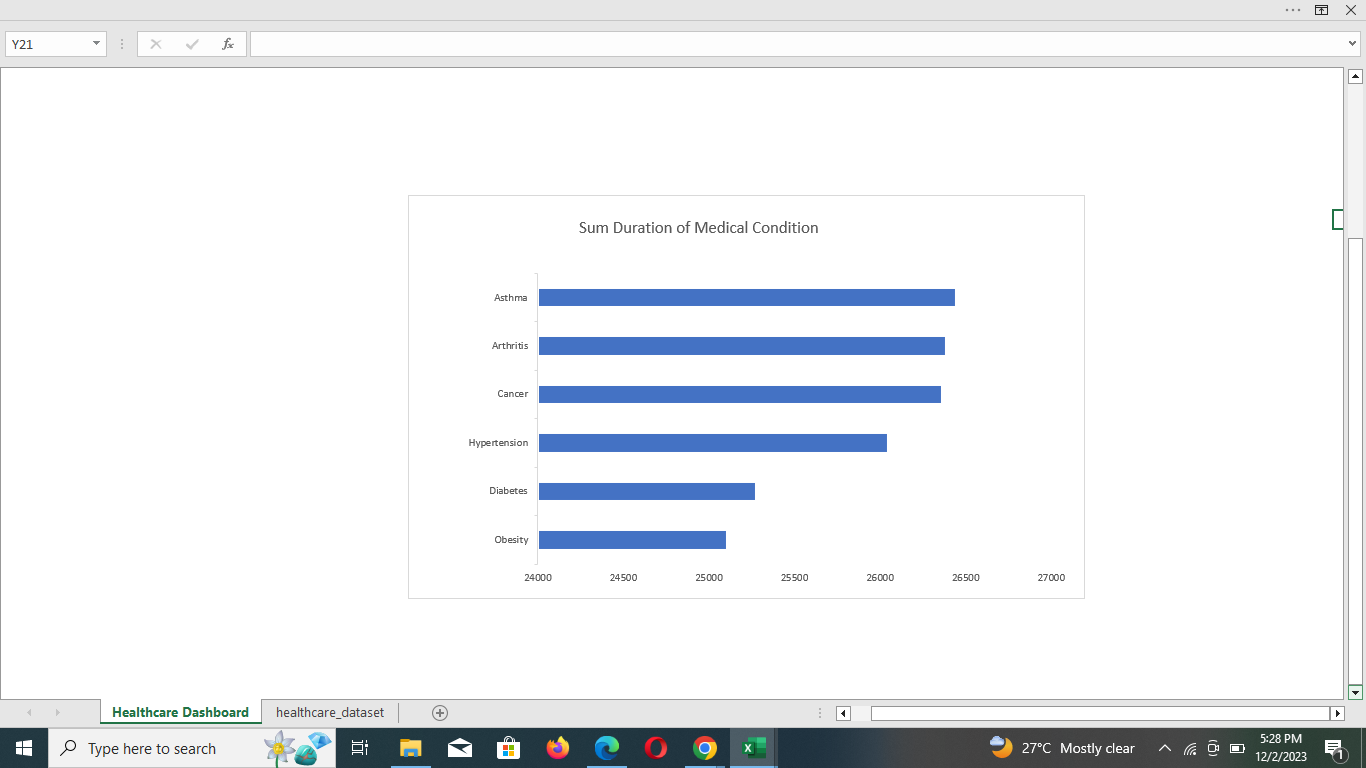 Y21
fx
Sum Duration of Medical Condition
Asthma
Arthritis
Cancer
Hypertension
Diabetes
Obesity
24000 24500 25000 25500 26000 26500 27000
Healthcare Dashboard healthcare_dataset
Type here to search
27°C Mostly clear
5:28 PM
12/2/2023
1